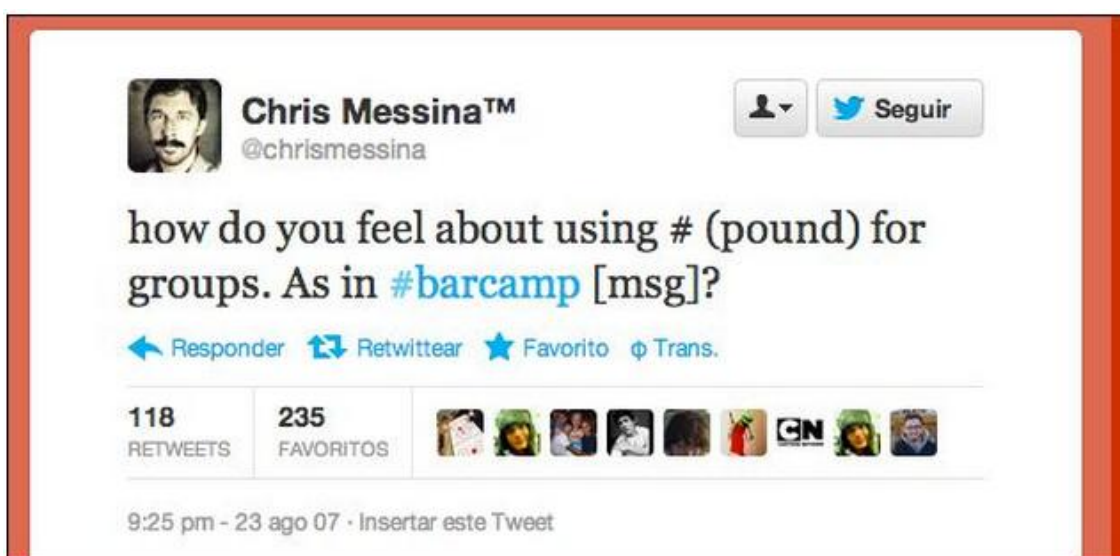 Chris Messina™
@chrismessina
Seguir
how do you feel about using # (pound) for
groups. As in #barcamp [msg]?
Responder Retwittear Favorito Trans.
118
RETWEETS
235
FAVORITOS
CN
9:25 pm - 23 ago 07 · Insertar este Tweet